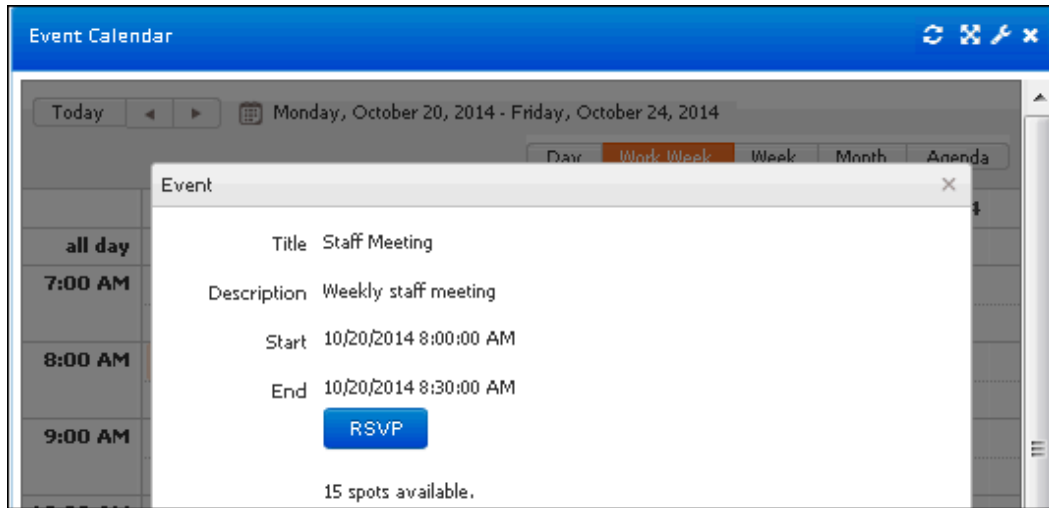 Event Calendar
Today Monday, October 20, 2014 - Friday, October 24, 2014
Day Work Week Week Month Agenda
Event
4
all day
Title Staff Meeting
7:00 AM
Description Weekly staff meeting
Start 10/20/2014 8:00:00 AM
8:00 AM
End 10/20/2014 8:30:00 AM
RSVP
9:00 AM
15 spots available.